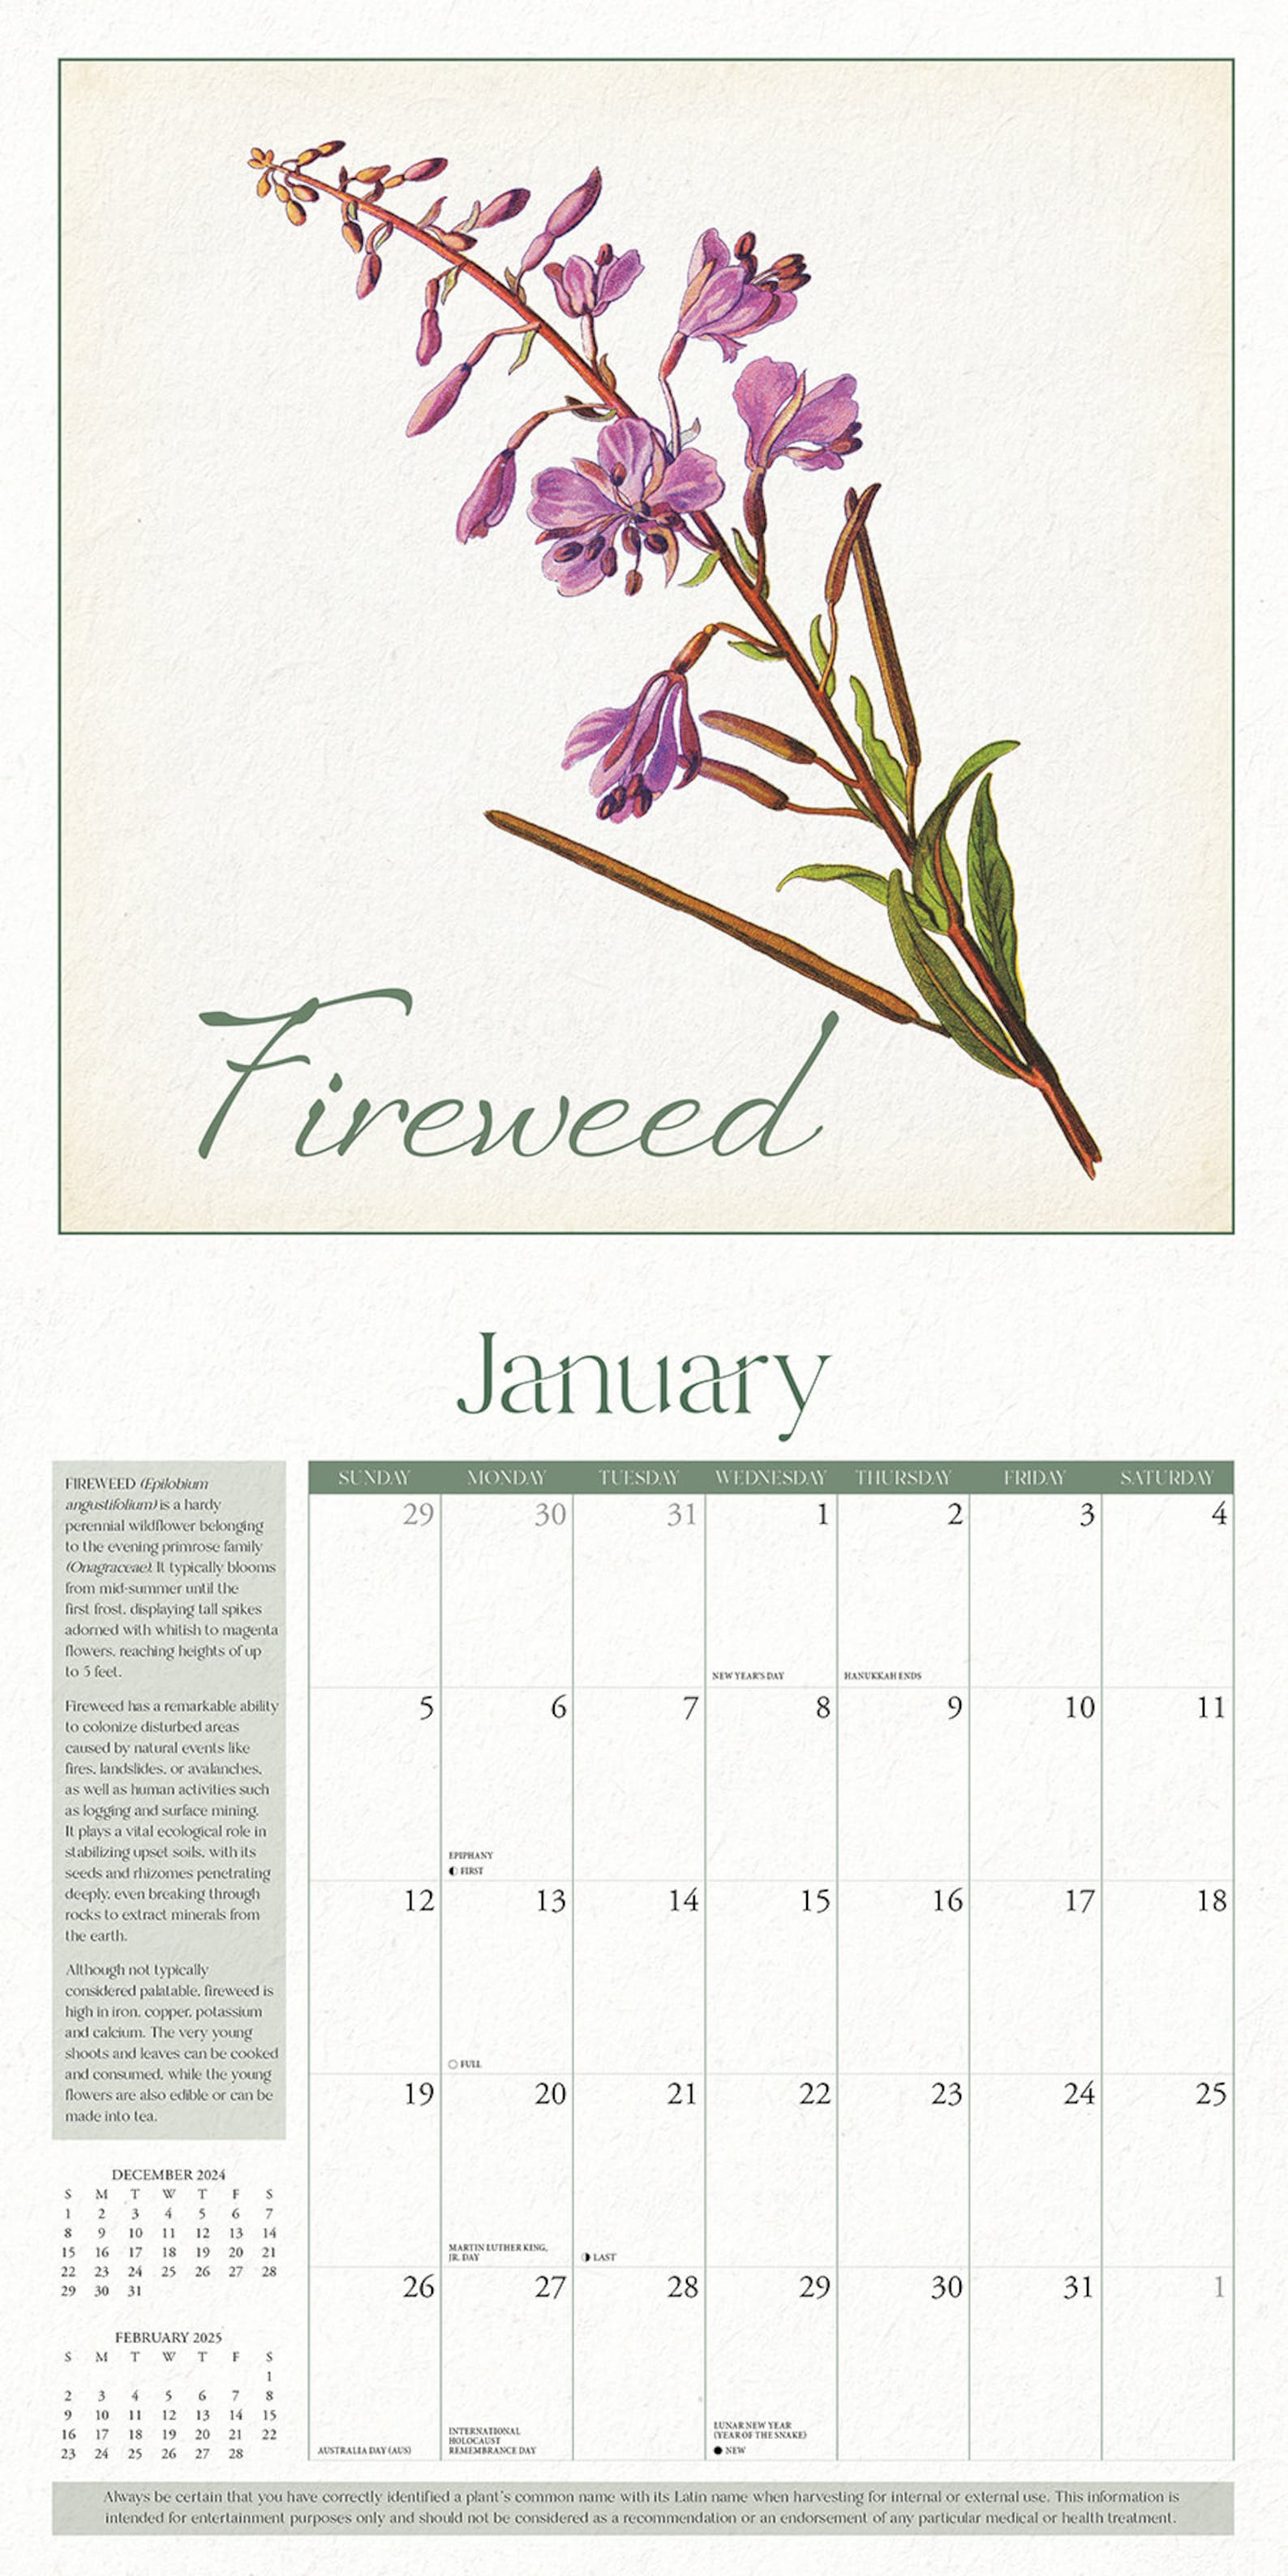 Fireweed
January
FIREWEED (Epilobium
angustifolium) is a hardy
perennial wildflower belonging
to the evening primrose family
(Onagraceae). It typically blooms
from mid-summer until the
first frost, displaying tall spikes
adorned with whitish to magenta
flowers, reaching heights of up
to 5 feet.
Fireweed has a remarkable ability
to colonize disturbed areas
caused by natural events like
fires, landslides, or avalanches,
as well as human activities such
as logging and surface mining.
It plays a vital ecological role in
stabilizing upset soils, with its
seeds and rhizomes penetrating
deeply, even breaking through
rocks to extract minerals from
the earth.
Although not typically
considered palatable, fireweed is
high in iron, copper, potassium
and calcium. The very young
shoots and leaves can be cooked
and consumed, while the young
flowers are also edible or can be
made into tea.
DECEMBER 2024
S M T W T F S
1 2 3 4 5 6 7
8 9 10 11 12 13 14
15 16 17 18 19 20 21
22 23 24 25 26 27 28
29 30 31
FEBRUARY 2025
S M T W T F S
1
2 3 4 5 6 7 8
9 10 11 12 13 14 15
16 17 18 19 20 21 22
23 24 25 26 27 28
SUNDAY MONDAY TUESDAY WEDNESDAY THURSDAY FRIDAY SATURDAY
29 30 31 1 2 3 4
NEW YEAR'S DAY HANUKKAH ENDS
5 6 7 8 9 10 11
EPIPHANY
FIRST
12 13 14 15 16 17 18
FULL
19 20 21 22 23 24 25
MARTIN LUTHER KING,
JR. DAY LAST
26 27 28 29 30 31 1
AUSTRALIA DAY (AUS)
INTERNATIONAL
HOLOCAUST
REMEMBRANCE DAY
LUNAR NEW YEAR
(YEAR OF THE SNAKE)
NEW
Always be certain that you have correctly identified a plant's common name with its Latin name when harvesting for internal or external use. This information is
intended for entertainment purposes only and should not be considered as a recommendation or an endorsement of any particular medical or health treatment.